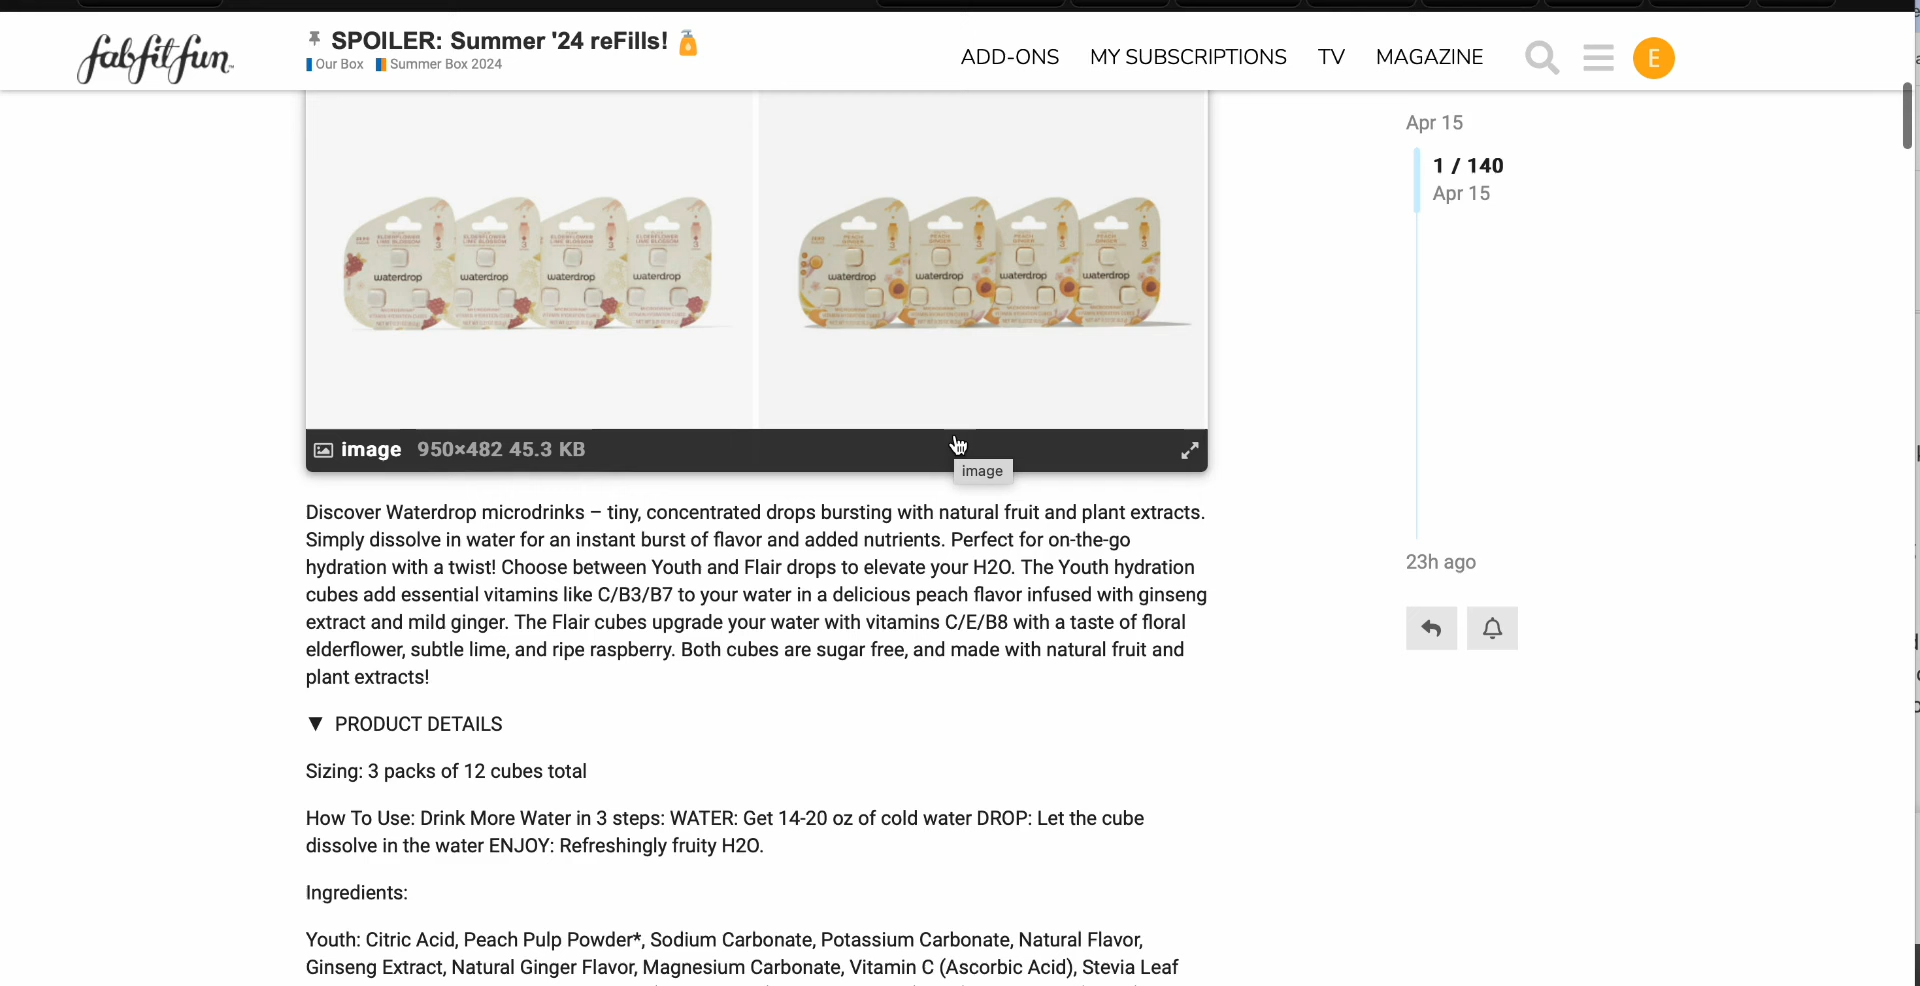 fabfitfun
SPOILER: Summer '24 reFills!
Our Box Summer Box 2024
ADD-ONS MY SUBSCRIPTIONS TV MAGAZINE E
ELDERFLOWER LIME BLOSSOM
waterdrop waterdrop waterdrop waterdrop
PEACH GINGER
waterdrop waterdrop waterdrop waterdrop
image 950×482 45.3 KB
image
Discover Waterdrop microdrinks – tiny, concentrated drops bursting with natural fruit and plant extracts.
Simply dissolve in water for an instant burst of flavor and added nutrients. Perfect for on-the-go
hydration with a twist! Choose between Youth and Flair drops to elevate your H2O. The Youth hydration
cubes add essential vitamins like C/B3/B7 to your water in a delicious peach flavor infused with ginseng
extract and mild ginger. The Flair cubes upgrade your water with vitamins C/E/B8 with a taste of floral
elderflower, subtle lime, and ripe raspberry. Both cubes are sugar free, and made with natural fruit and
plant extracts!
▼ PRODUCT DETAILS
Sizing: 3 packs of 12 cubes total
How To Use: Drink More Water in 3 steps: WATER: Get 14-20 oz of cold water DROP: Let the cube
dissolve in the water ENJOY: Refreshingly fruity H2O.
Ingredients:
Youth: Citric Acid, Peach Pulp Powder*, Sodium Carbonate, Potassium Carbonate, Natural Flavor,
Ginseng Extract, Natural Ginger Flavor, Magnesium Carbonate, Vitamin C (Ascorbic Acid), Stevia Leaf
Apr 15
1 / 140
Apr 15
23h ago